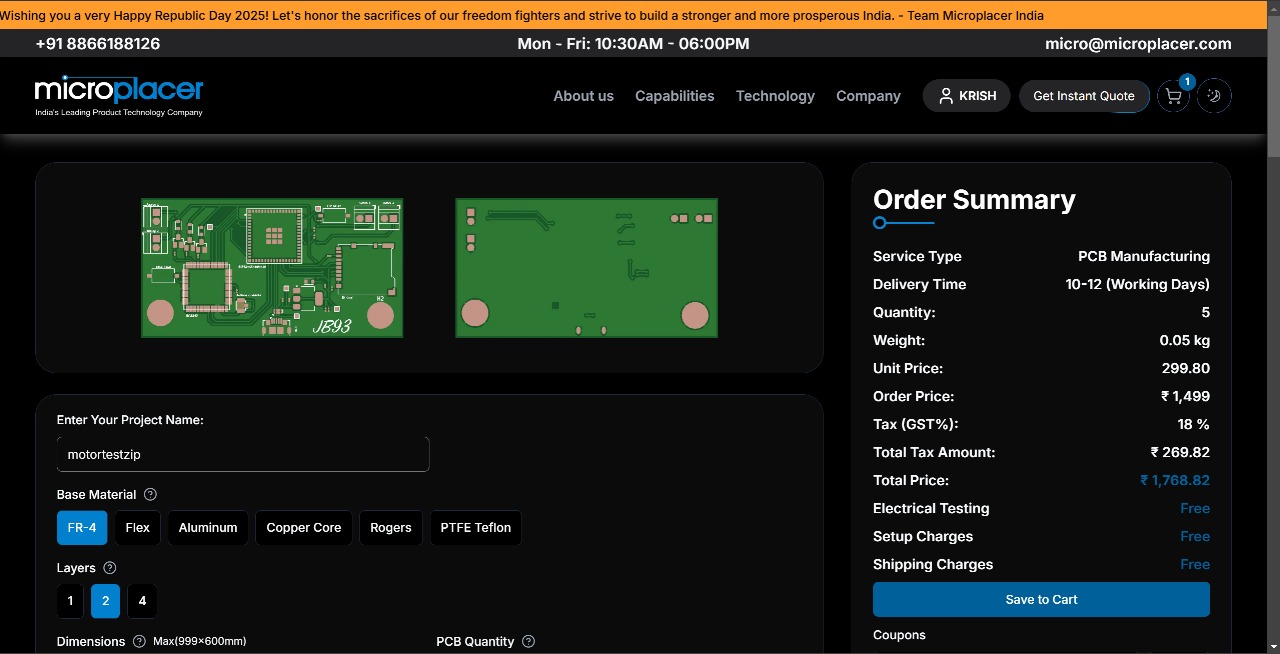 Wishing you a very Happy Republic Day 2025! Let's honor the sacrifices of our freedom fighters and strive to build a stronger and more prosperous India. - Team Microplacer India
+91 8866188126
Mon - Fri: 10:30AM - 06:00PM
micro@microplacer.com
microplacer
India's Leading Product Technology Company
About us
Capabilities
Technology
Company
KRISH
Get Instant Quote
1
JB93
Order Summary
Service Type PCB Manufacturing
Delivery Time 10-12 (Working Days)
Quantity: 5
Weight: 0.05 kg
Unit Price: 299.80
Order Price: ₹ 1,499
Tax (GST%): 18 %
Total Tax Amount: ₹ 269.82
Total Price: ₹ 1,768.82
Electrical Testing Free
Setup Charges Free
Shipping Charges Free
Save to Cart
Coupons
Enter Your Project Name:
motortestzip
Base Material ?
FR-4 Flex Aluminum Copper Core Rogers PTFE Teflon
Layers ?
1 2 4
Dimensions ? Max(999×600mm)
PCB Quantity ?